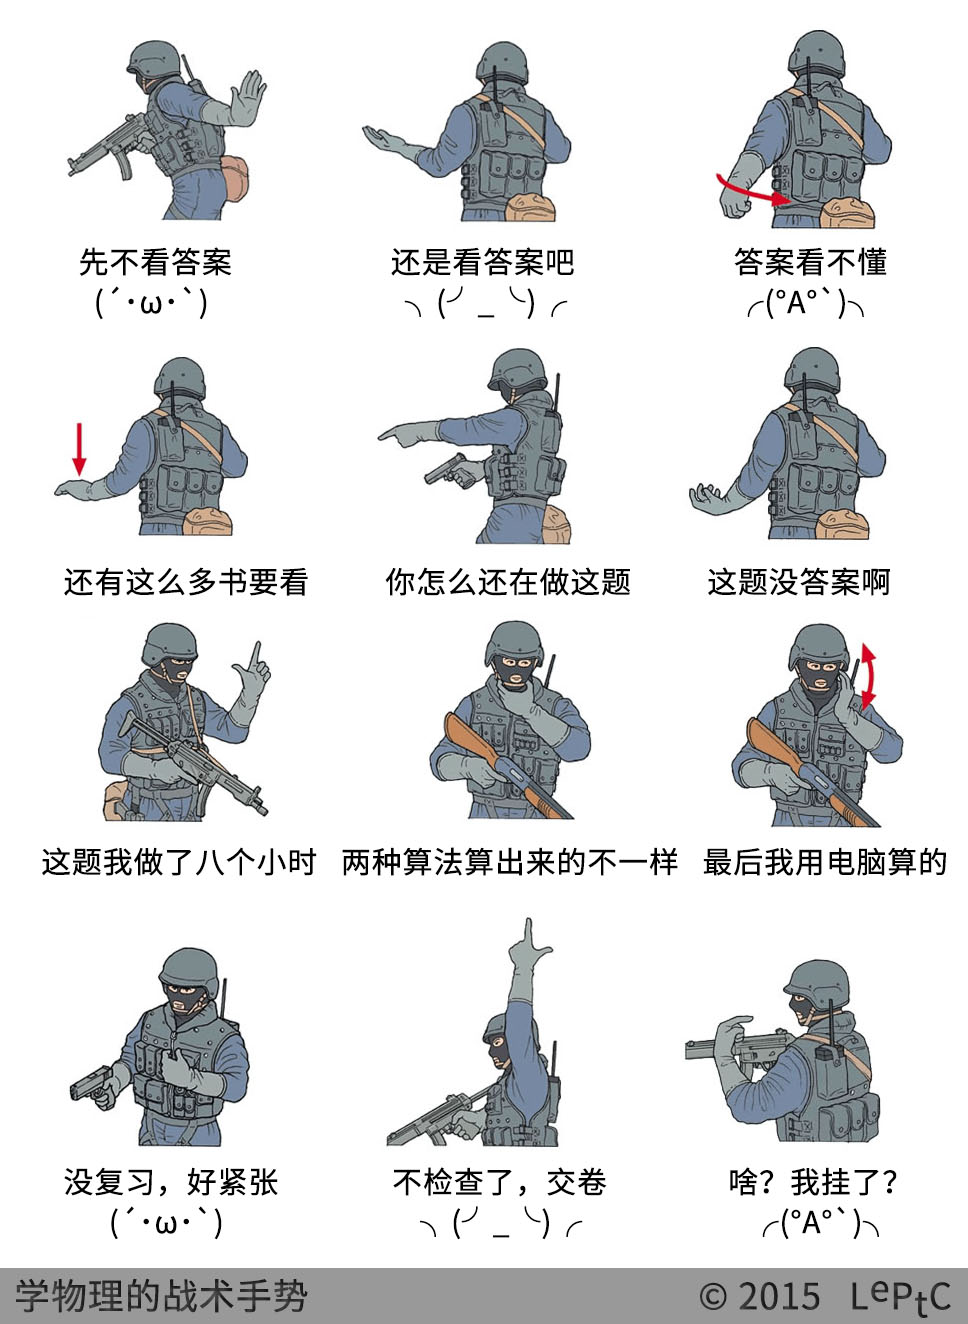 先不看答案
还是看答案吧
答案看不懂
(´･ω･`)
╮(╯_╰)╭
╭(°A°`)╮
还有这么多书要看
你怎么还在做这题
这题没答案啊
这题我做了八个小时
两种算法算出来的不一样
最后我用电脑算的
没复习，好紧张
不检查了，交卷
啥？我挂了？
(´･ω･`)
╮(╯_╰)╭
╭(°A°`)╮
学物理的战术手势
© 2015 LePtC